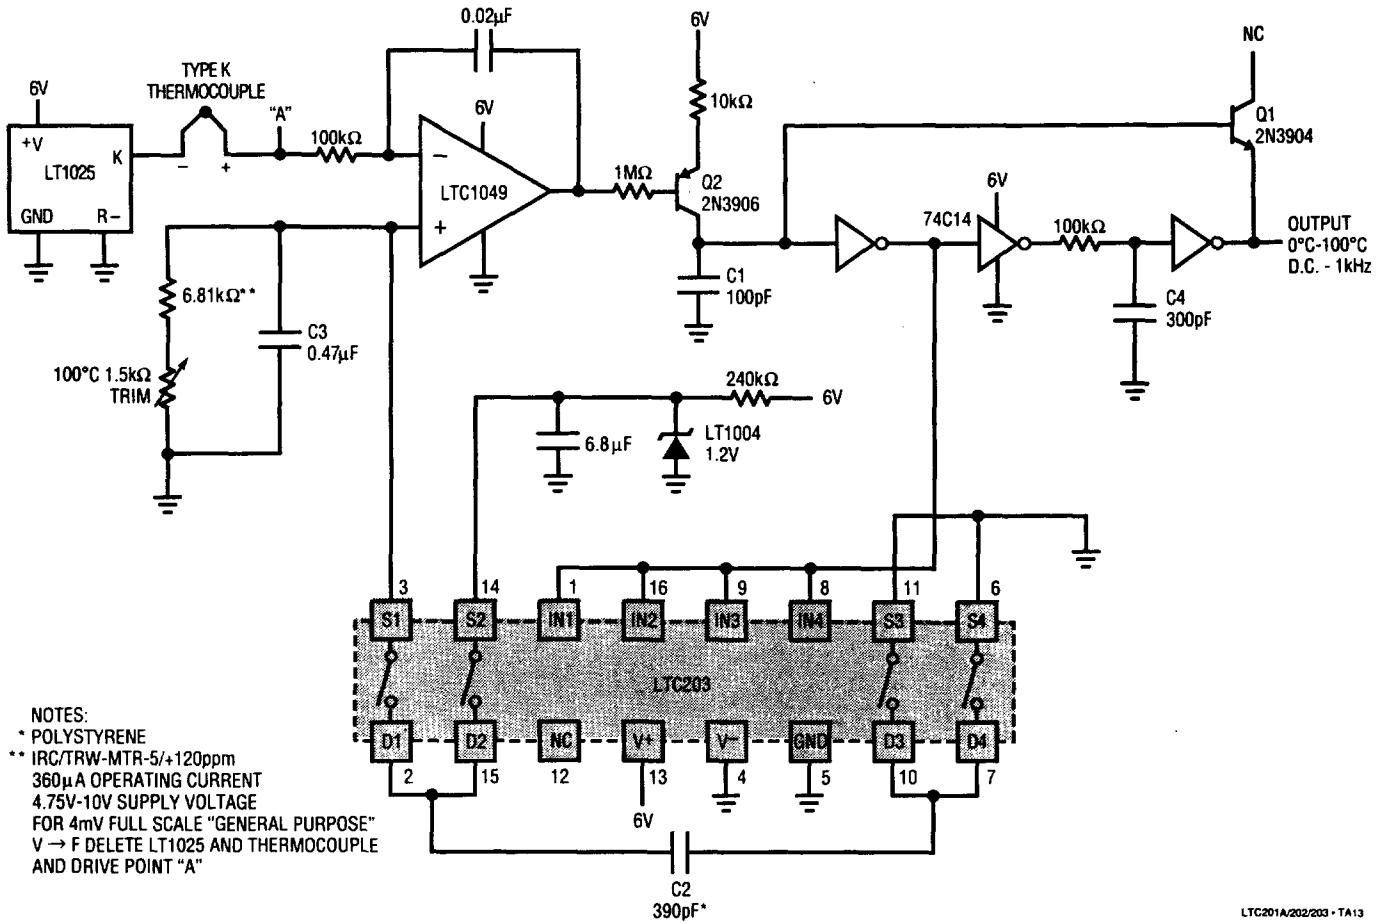 0.02µF
6V
NC
TYPE K
THERMOCOUPLE
6V
"A"
10kΩ
Q1
2N3904
+V
K
LT1025
GND
R–
– +
100kΩ
6V
–
LTC1049
+
1MΩ
Q2
2N3906
74C14
6V
100kΩ
OUTPUT
0°C-100°C
D.C. - 1kHz
C1
100pF
C4
300pF
6.81kΩ**
C3
0.47µF
100°C 1.5kΩ
TRIM
240kΩ
6V
6.8µF
LT1004
1.2V
3 14 1 16 9 8 11 6
S1 S2 IN1 IN2 IN3 IN4 S3 S4
LTC203
D1 D2 NC V+ V– GND D3 D4
2 15 12 13 4 5 10 7
6V
C2
390pF*
NOTES:
* POLYSTYRENE
** IRC/TRW-MTR-5/+120ppm
360µA OPERATING CURRENT
4.75V-10V SUPPLY VOLTAGE
FOR 4mV FULL SCALE "GENERAL PURPOSE"
V → F DELETE LT1025 AND THERMOCOUPLE
AND DRIVE POINT "A"
LTC201A/202/203 • TA13